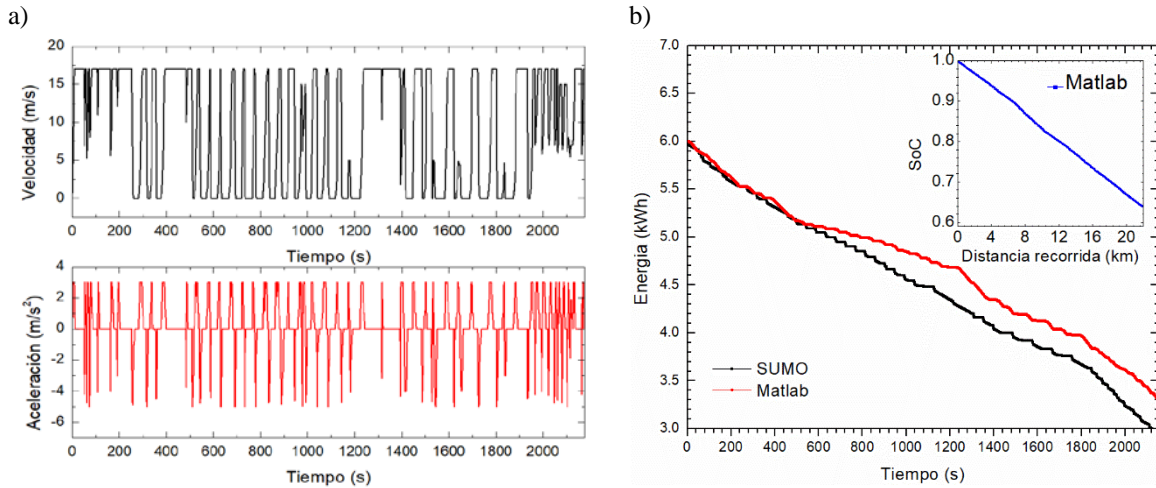 a)
20
15
10
5
0
Velocidad (m/s)
0 200 400 600 800 1000 1200 1400 1600 1800 2000
Tiempo (s)
4
2
0
-2
-4
-6
Aceleración (m/s²)
0 200 400 600 800 1000 1200 1400 1600 1800 2000
Tiempo (s)
b)
7.0
6.5
6.0
5.5
5.0
4.5
4.0
3.5
3.0
Energia (kWh)
SUMO
Matlab
0 200 400 600 800 1000 1200 1400 1600 1800 2000
Tiempo (s)
1.0
0.9
0.8
0.7
0.6
SoC
Matlab
0 4 8 12 16 20
Distancia recorrida (km)